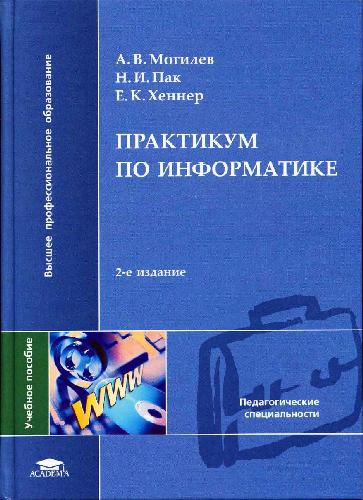 А. В. Могилев
Н. И. Пак
Е. К. Хеннер
ПРАКТИКУМ
ПО ИНФОРМАТИКЕ
2-е издание
Высшее профессиональное образование
Учебное пособие
WWW
Педагогические
специальности
ACADEMA